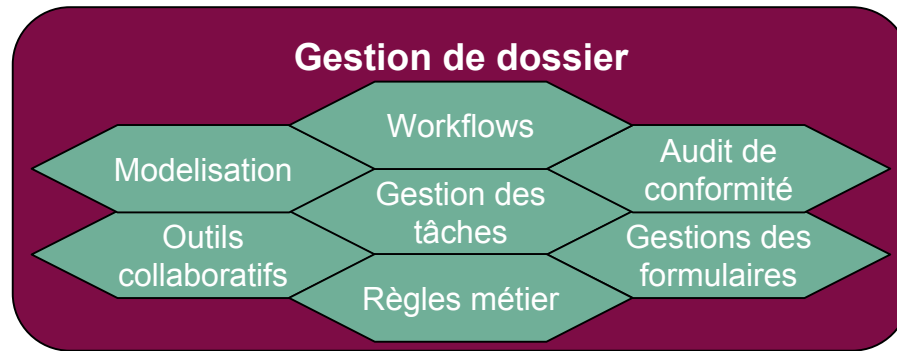 Gestion de dossier
Workflows
Modelisation
Audit de
conformité
Gestion des
tâches
Outils
collaboratifs
Gestions des
formulaires
Règles métier